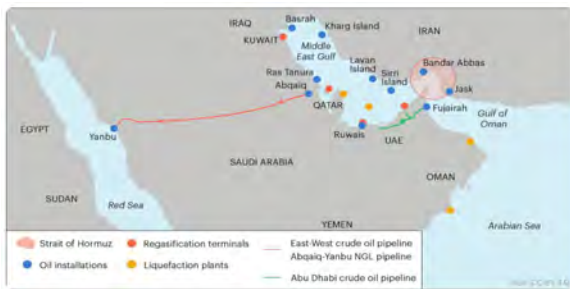 IRAQ
Basrah
Kharg Island
IRAN
KUWAIT
Middle
East Gulf
Lavan
Island
Bandar Abbas
Ras Tanura
Abqaiq
Sirri
Island
Jask
QATAR
Fujairah
Gulf of
Oman
EGYPT
Yanbu
Ruwais
UAE
SAUDI ARABIA
OMAN
SUDAN
Red Sea
YEMEN
Arabian Sea
Strait of Hormuz
Regasification terminals
East-West crude oil pipeline
Abqaiq-Yanbu NGL pipeline
Oil installations
Liquefaction plants
Abu Dhabi crude oil pipeline